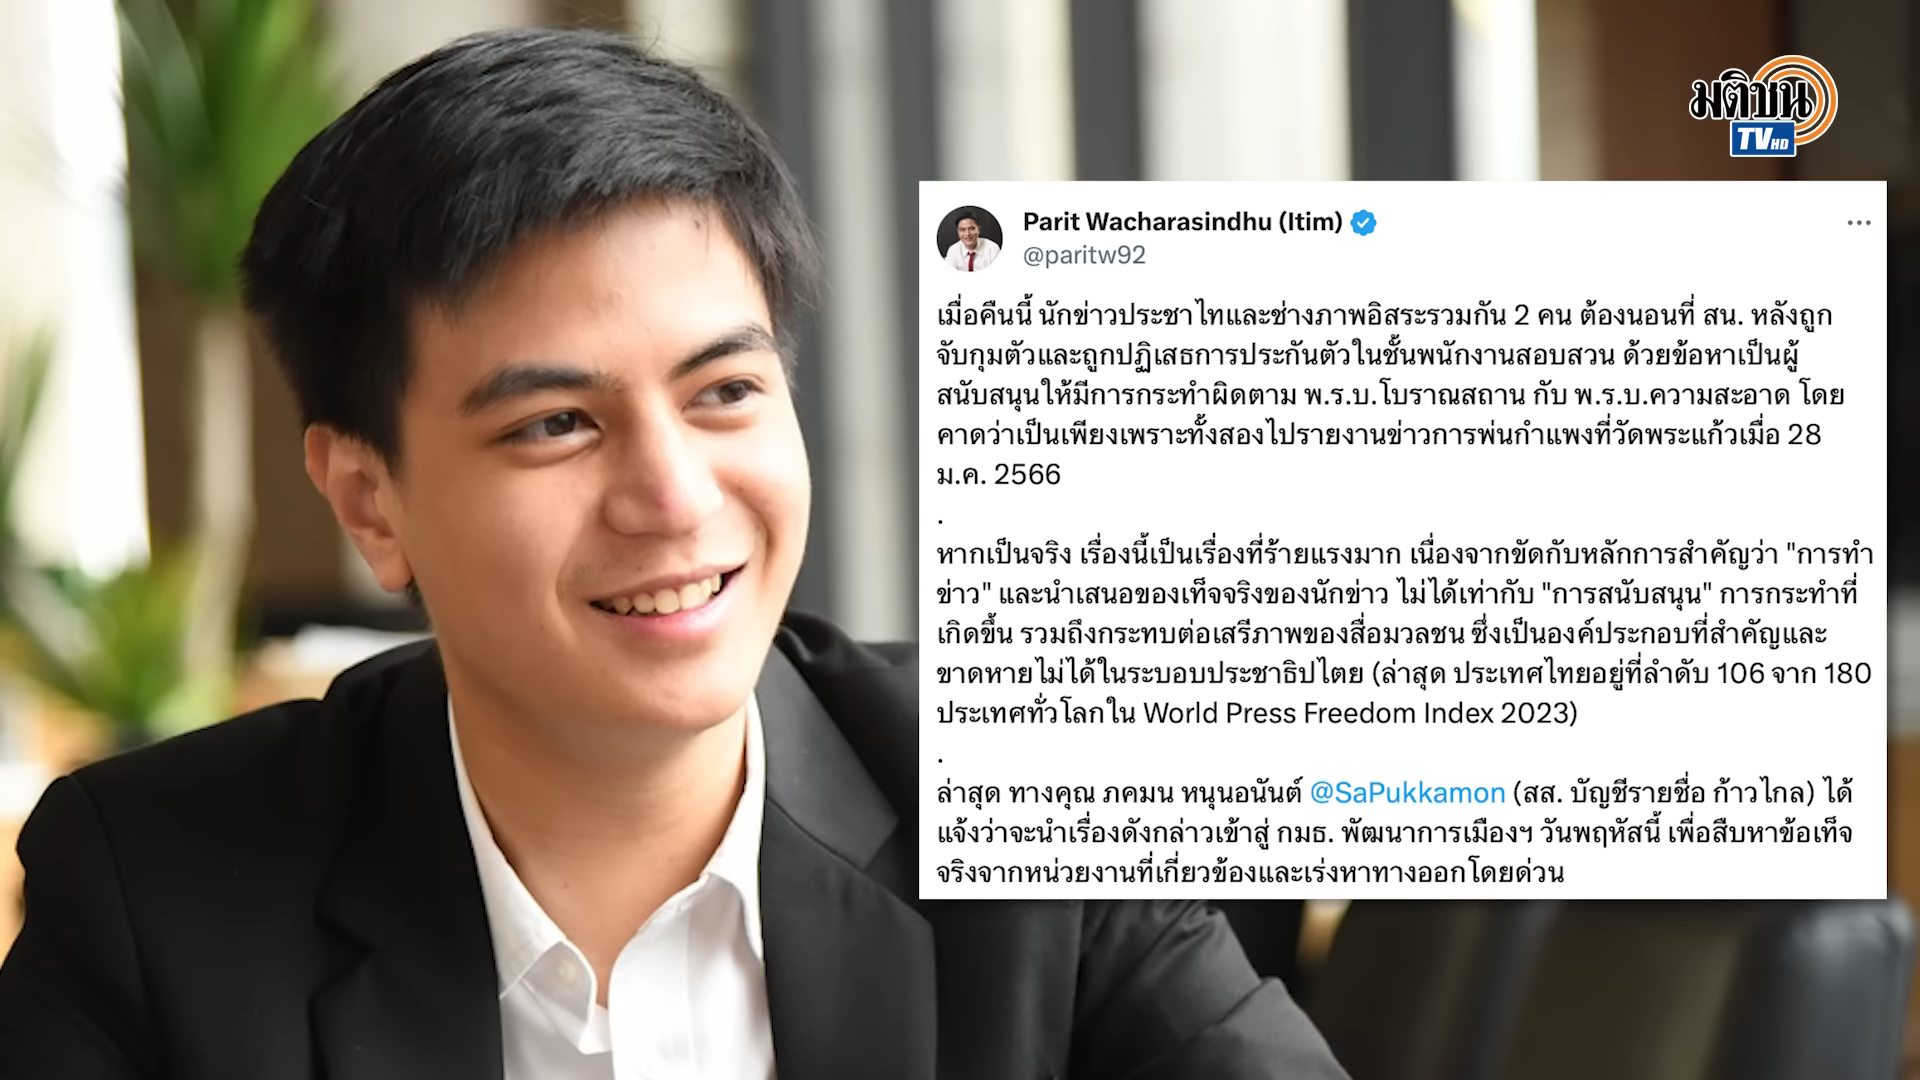 มติชน
TV HD
Parit Wacharasindhu (Itim)
@paritw92
เมื่อคืนนี้ นักข่าวประชาไทและช่างภาพอิสระรวมกัน 2 คน ต้องนอนที่ สน. หลังถูก
จับกุมตัวและถูกปฏิเสธการประกันตัวในชั้นพนักงานสอบสวน ด้วยข้อหาเป็นผู้
สนับสนุนให้มีการกระทำผิดตาม พ.ร.บ.โบราณสถาน กับ พ.ร.บ.ความสะอาด โดย
คาดว่าเป็นเพียงเพราะทั้งสองไปรายงานข่าวการพ่นกำแพงที่วัดพระแก้วเมื่อ 28
ม.ค. 2566
.
หากเป็นจริง เรื่องนี้เป็นเรื่องที่ร้ายแรงมาก เนื่องจากขัดกับหลักการสำคัญว่า "การทำ
ข่าว" และนำเสนอของเท็จจริงของนักข่าว ไม่ได้เท่ากับ "การสนับสนุน" การกระทำที่
เกิดขึ้น รวมถึงกระทบต่อเสรีภาพของสื่อมวลชน ซึ่งเป็นองค์ประกอบที่สำคัญและ
ขาดหายไม่ได้ในระบอบประชาธิปไตย (ล่าสุด ประเทศไทยอยู่ที่ลำดับ 106 จาก 180
ประเทศทั่วโลกใน World Press Freedom Index 2023)
.
ล่าสุด ทางคุณ ภคมน หนุนอนันต์ @SaPukkamon (สส. บัญชีรายชื่อ ก้าวไกล) ได้
แจ้งว่าจะนำเรื่องดังกล่าวเข้าสู่ กมธ. พัฒนาการเมืองฯ วันพฤหัสนี้ เพื่อสืบหาข้อเท็จ
จริงจากหน่วยงานที่เกี่ยวข้องและเร่งหาทางออกโดยด่วน